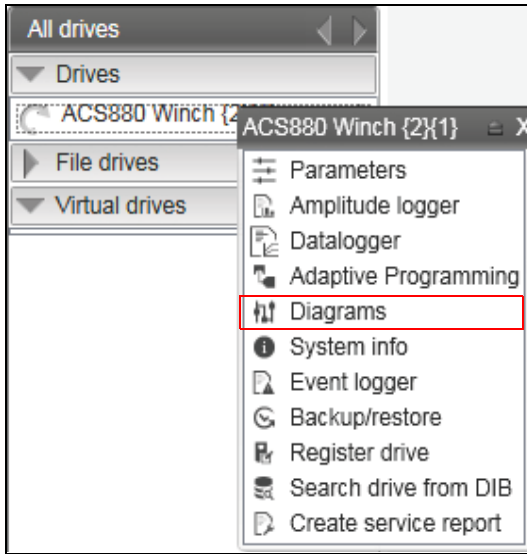 All drives
Drives
ACS880 Winch {2
File drives
Virtual drives
ACS880 Winch {2}{1} X
Parameters
Amplitude logger
Datalogger
Adaptive Programming
Diagrams
System info
Event logger
Backup/restore
Register drive
Search drive from DIB
Create service report